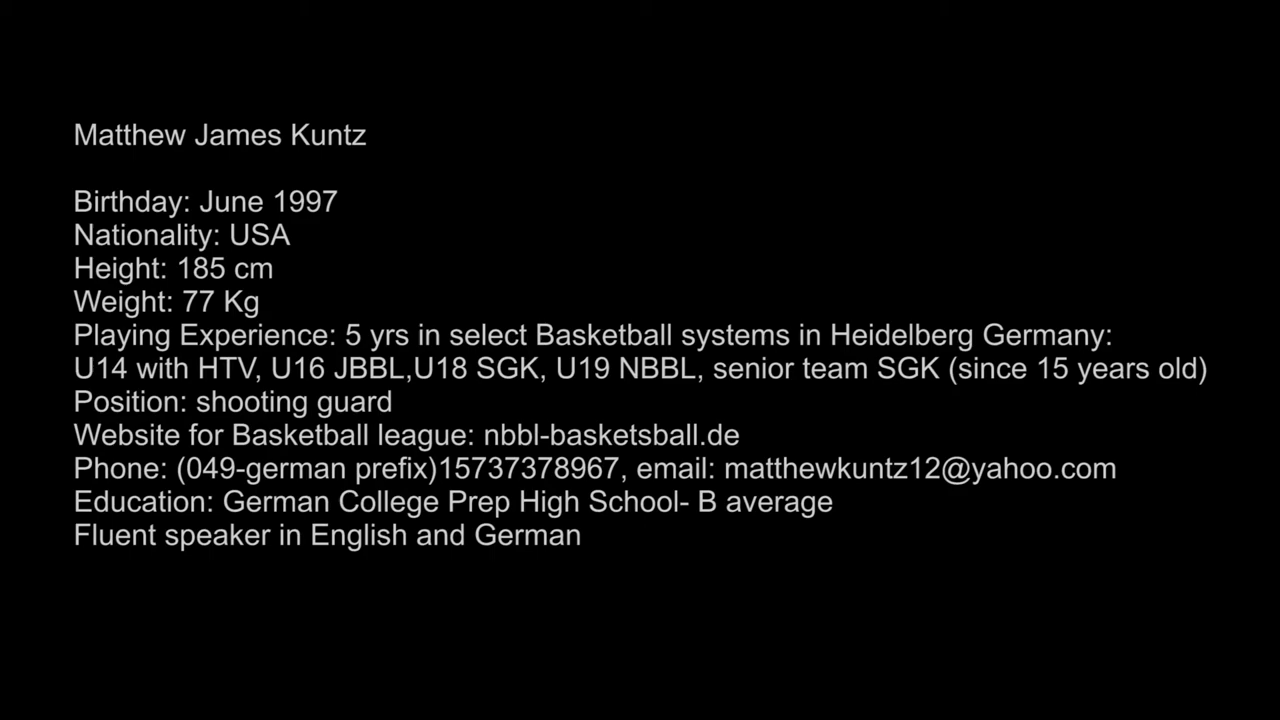 Matthew James Kuntz
Birthday: June 1997
Nationality: USA
Height: 185 cm
Weight: 77 Kg
Playing Experience: 5 yrs in select Basketball systems in Heidelberg Germany:
U14 with HTV, U16 JBBL,U18 SGK, U19 NBBL, senior team SGK (since 15 years old)
Position: shooting guard
Website for Basketball league: nbbl-basketsball.de
Phone: (049-german prefix)15737378967, email: matthewkuntz12@yahoo.com
Education: German College Prep High School- B average
Fluent speaker in English and German